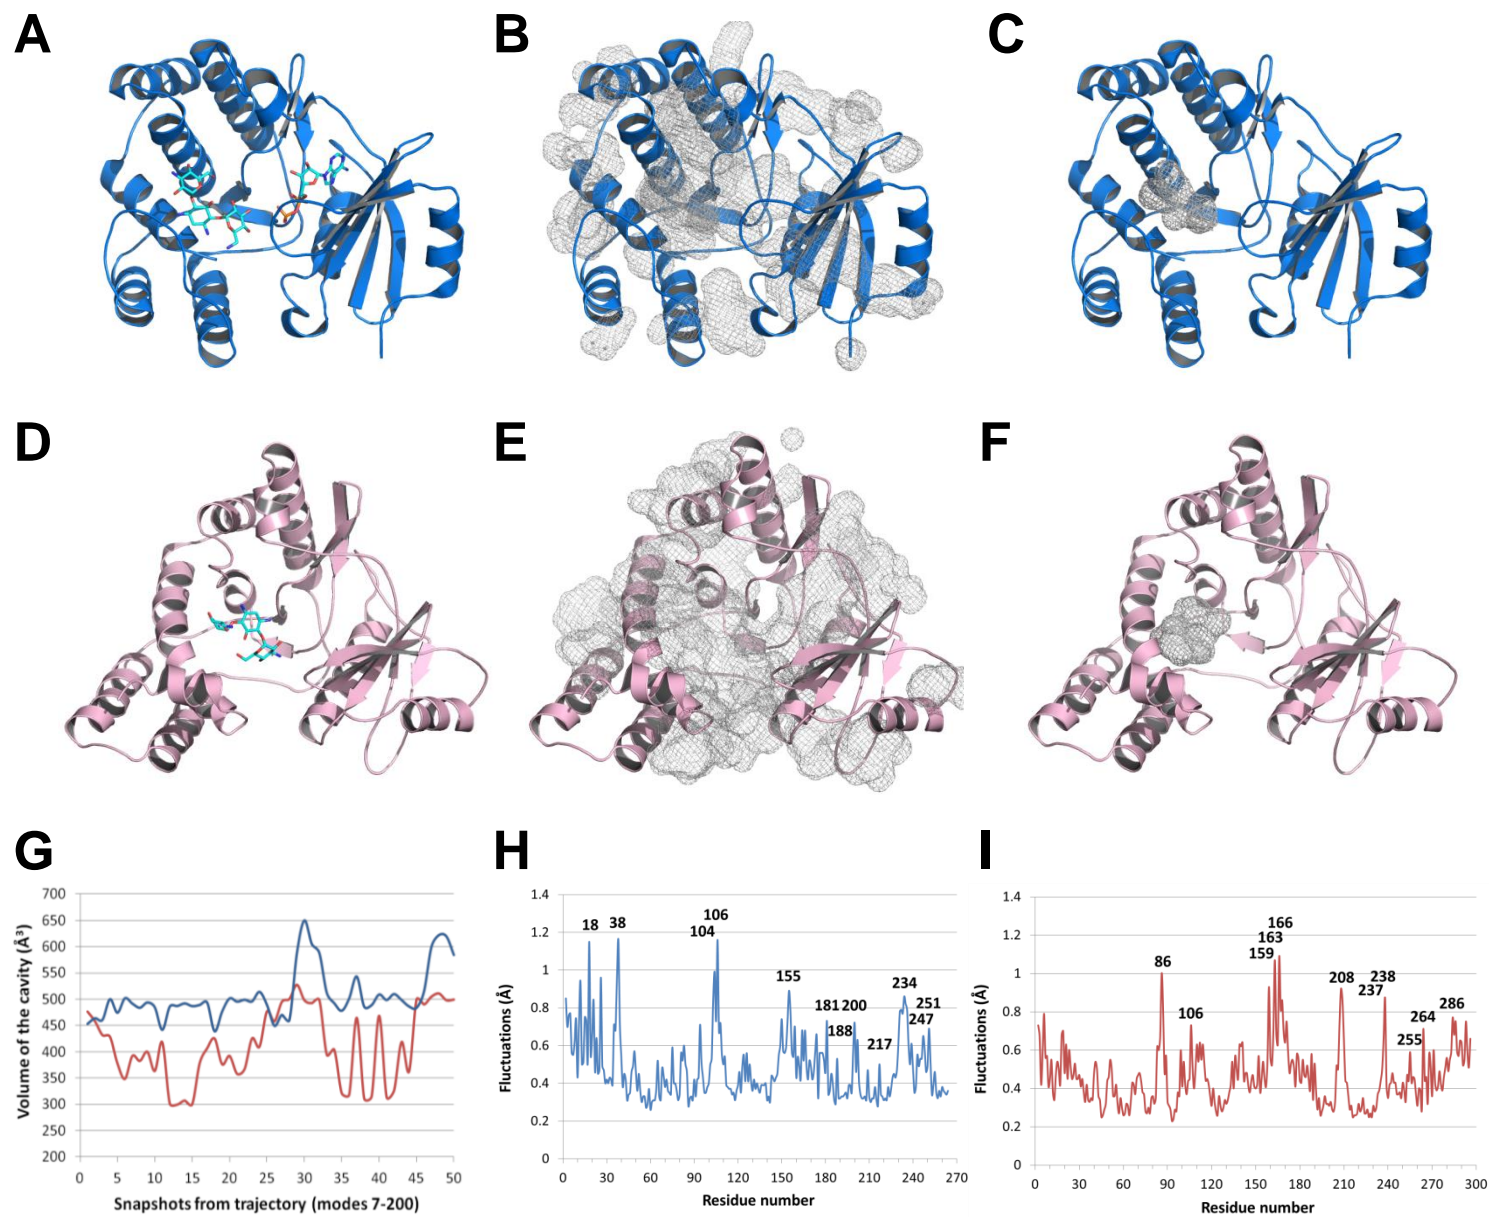 A
B
C
D
E
F
G
H
I
700
650
600
550
500
450
400
350
300
250
200
Volume of the cavity (Å³)
0 5 10 15 20 25 30 35 40 45 50
Snapshots from trajectory (modes 7-200)
1.4
1.2
1
0.8
0.6
0.4
0.2
0
Fluctuations (Å)
18 38
106
104
155
181 200
188
217
234
251
247
0 30 60 90 120 150 180 210 240 270
Residue number
1.4
1.2
1
0.8
0.6
0.4
0.2
0
Fluctuations (Å)
86
106
166
163
159
208
238
237
255
264
286
0 30 60 90 120 150 180 210 240 270 300
Residue number